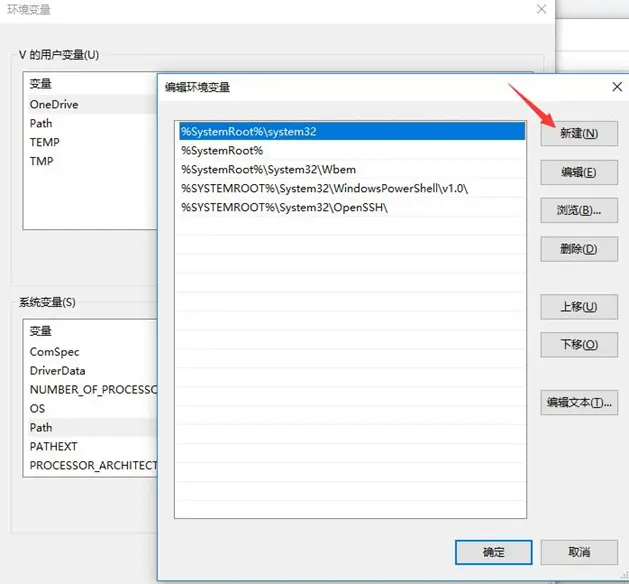 环境变量
V 的用户变量(U)
变量
OneDrive
Path
TEMP
TMP
系统变量(S)
变量
ComSpec
DriverData
NUMBER_OF_PROCESSO
OS
Path
PATHEXT
PROCESSOR_ARCHITECT
编辑环境变量
%SystemRoot%\system32
%SystemRoot%
%SystemRoot%\System32\Wbem
%SYSTEMROOT%\System32\WindowsPowerShell\v1.0\
%SYSTEMROOT%\System32\OpenSSH\
新建(N)
编辑(E)
浏览(B)...
删除(D)
上移(U)
下移(O)
编辑文本(T)...
确定
取消